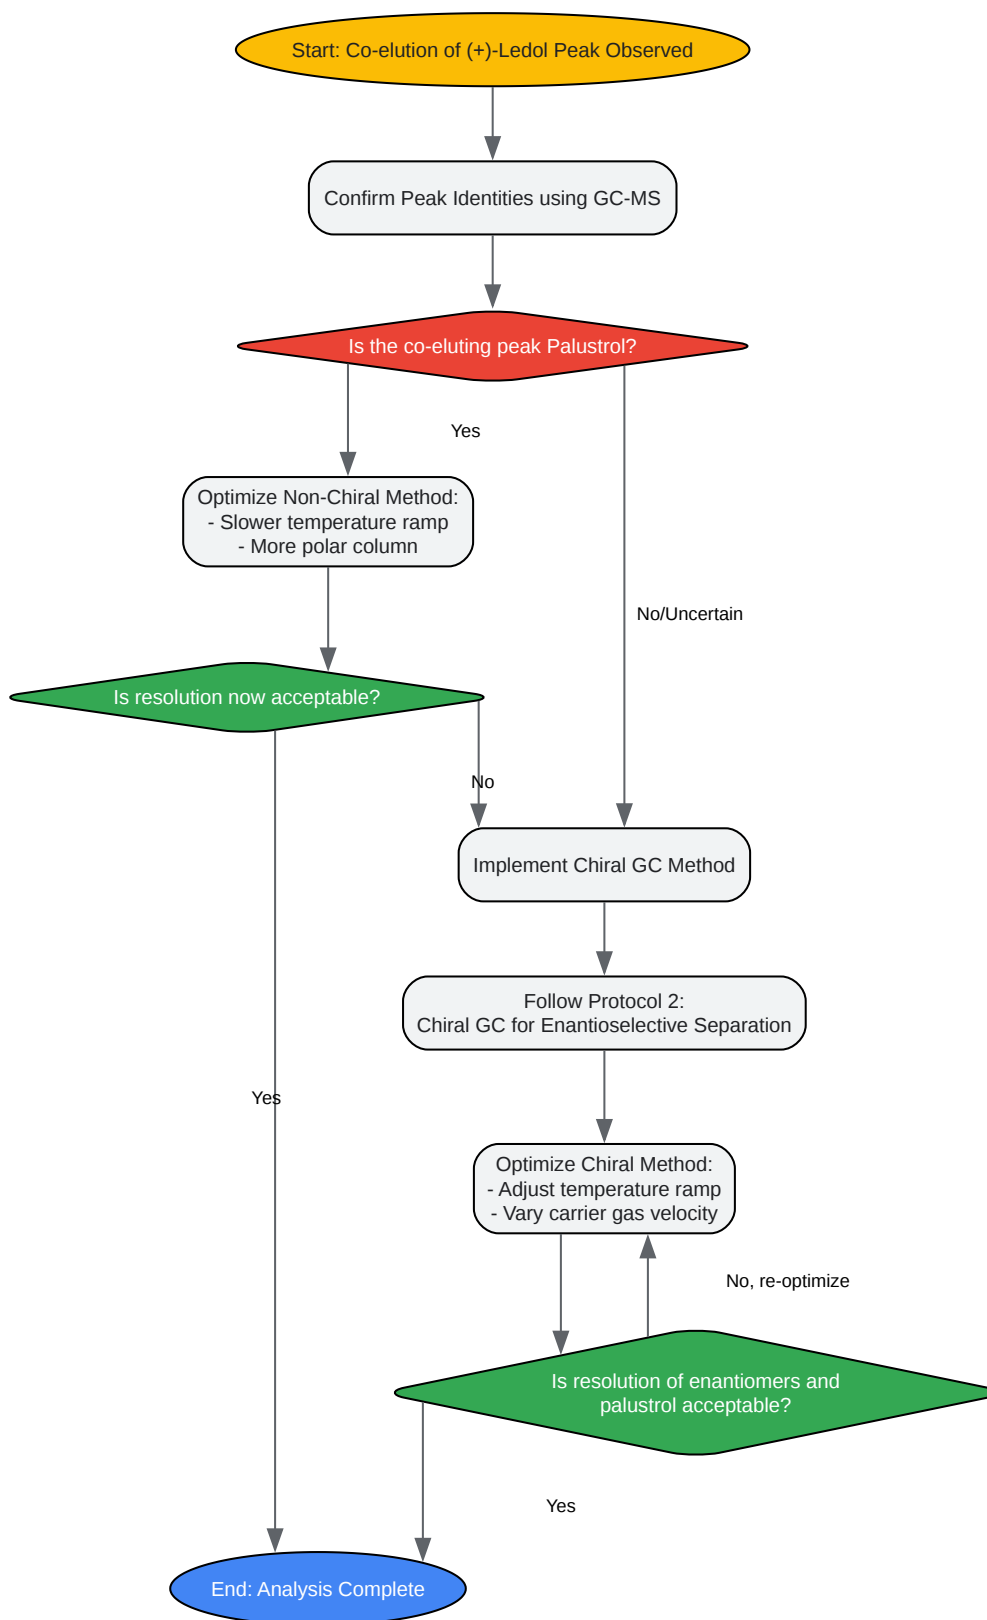 Start: Co-elution of (+)-Ledol Peak Observed
Confirm Peak Identities using GC-MS
Is the co-eluting peak Palustrol?
Yes
Optimize Non-Chiral Method:
- Slower temperature ramp
- More polar column
No/Uncertain
Is resolution now acceptable?
No
Implement Chiral GC Method
Follow Protocol 2:
Chiral GC for Enantioselective Separation
Yes
Optimize Chiral Method:
- Adjust temperature ramp
- Vary carrier gas velocity
No, re-optimize
Is resolution of enantiomers and
palustrol acceptable?
Yes
End: Analysis Complete